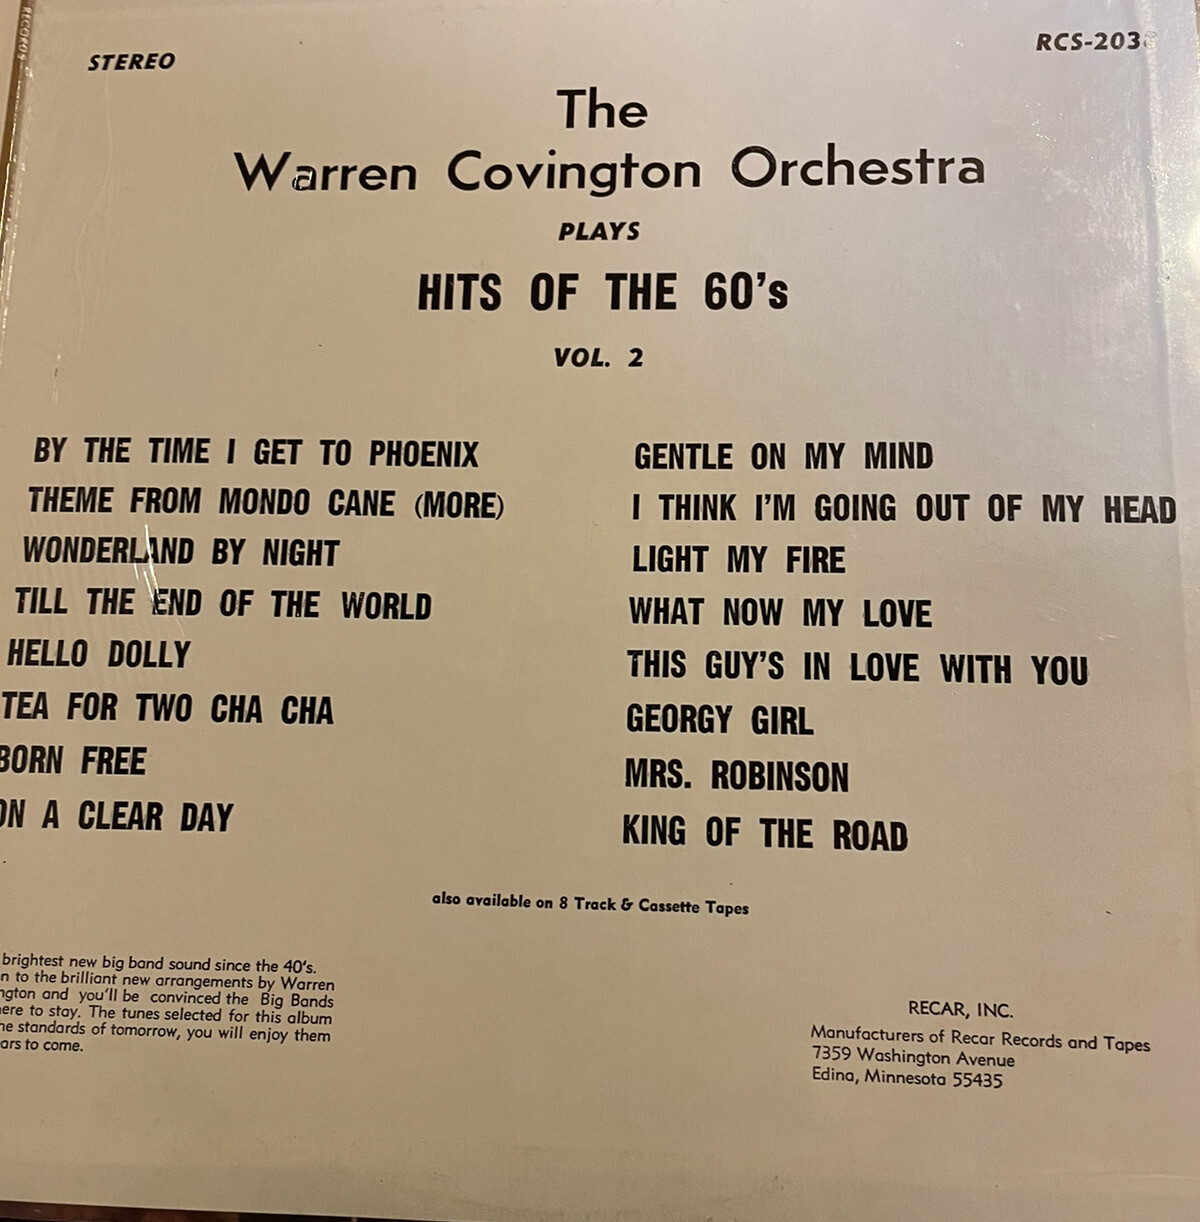 RECORDS
STEREO
RCS-203
The
Warren Covington Orchestra
PLAYS
HITS OF THE 60's
VOL. 2
BY THE TIME I GET TO PHOENIX
THEME FROM MONDO CANE (MORE)
WONDERLAND BY NIGHT
TILL THE END OF THE WORLD
HELLO DOLLY
TEA FOR TWO CHA CHA
BORN FREE
ON A CLEAR DAY
GENTLE ON MY MIND
I THINK I'M GOING OUT OF MY HEAD
LIGHT MY FIRE
WHAT NOW MY LOVE
THIS GUY'S IN LOVE WITH YOU
GEORGY GIRL
MRS. ROBINSON
KING OF THE ROAD
also available on 8 Track & Cassette Tapes
brightest new big band sound since the 40's.
n to the brilliant new arrangements by Warren
ngton and you'll be convinced the Big Bands
ere to stay. The tunes selected for this album
he standards of tomorrow, you will enjoy them
ars to come.
RECAR, INC.
Manufacturers of Recar Records and Tapes
7359 Washington Avenue
Edina, Minnesota 55435